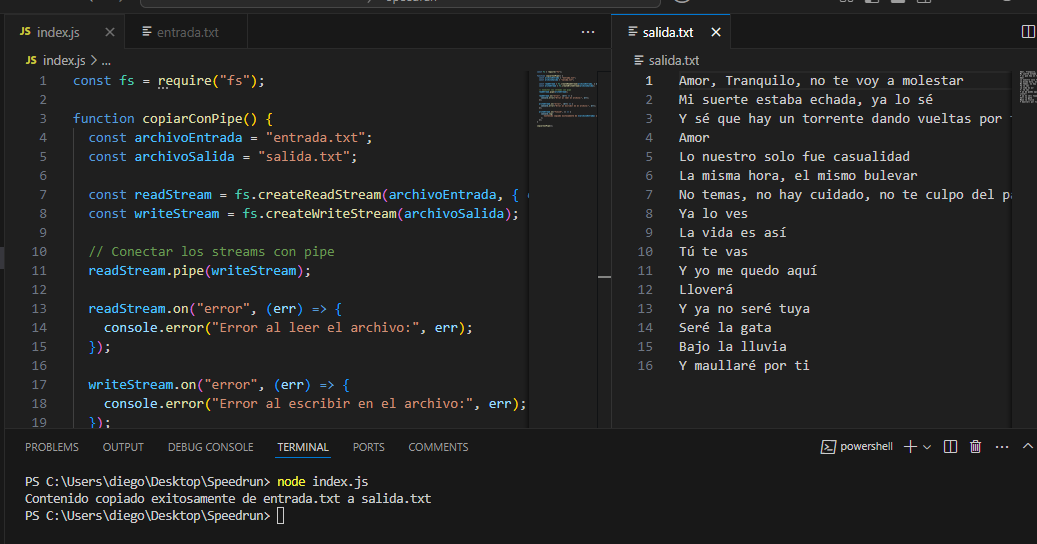 JS index.js
entrada.txt
salida.txt
JS index.js > ...
salida.txt
1 const fs = require("fs");
2
3 function copiarConPipe() {
4 const archivoEntrada = "entrada.txt";
5 const archivoSalida = "salida.txt";
6
7 const readStream = fs.createReadStream(archivoEntrada, {
8 const writeStream = fs.createWriteStream(archivoSalida);
9
10 // Conectar los streams con pipe
11 readStream.pipe(writeStream);
12
13 readStream.on("error", (err) => {
14 console.error("Error al leer el archivo:", err);
15 });
16
17 writeStream.on("error", (err) => {
18 console.error("Error al escribir en el archivo:", err);
19 });
1 Amor, Tranquilo, no te voy a molestar
2 Mi suerte estaba echada, ya lo sé
3 Y sé que hay un torrente dando vueltas por
4 Amor
5 Lo nuestro solo fue casualidad
6 La misma hora, el mismo bulevar
7 No temas, no hay cuidado, no te culpo del
8 Ya lo ves
9 La vida es así
10 Tú te vas
11 Y yo me quedo aquí
12 Lloverá
13 Y ya no seré tuya
14 Seré la gata
15 Bajo la lluvia
16 Y maullaré por ti
PROBLEMS OUTPUT DEBUG CONSOLE TERMINAL PORTS COMMENTS
powershell
PS C:\Users\diego\Desktop\Speedrun> node index.js
Contenido copiado exitosamente de entrada.txt a salida.txt
PS C:\Users\diego\Desktop\Speedrun>